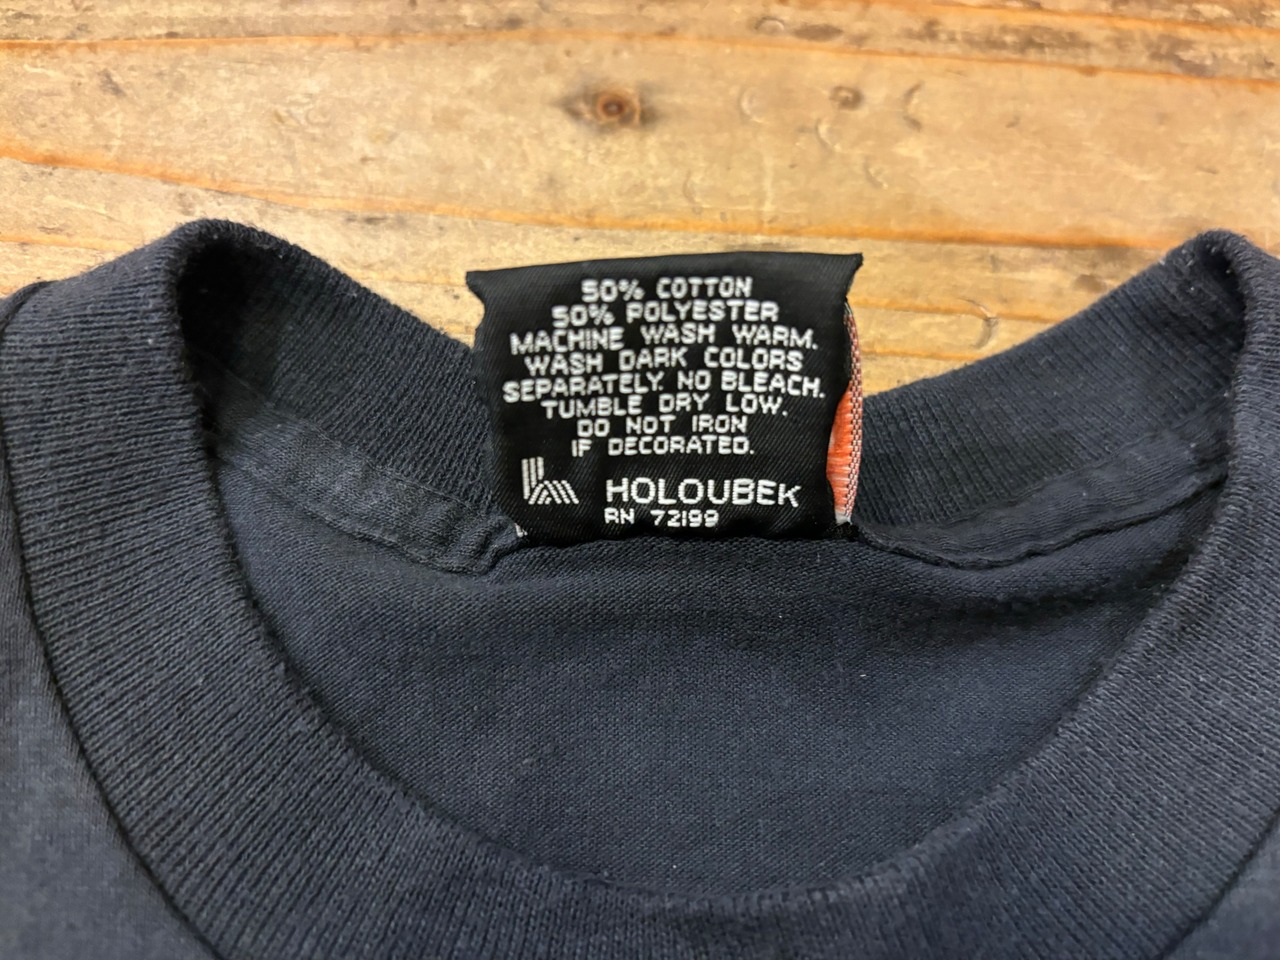 50% COTTON
50% POLYESTER
MACHINE WASH WARM.
WASH DARK COLORS
SEPARATELY. NO BLEACH.
TUMBLE DRY LOW.
DO NOT IRON
IF DECORATED.
HOLOUBEK
RN 72199